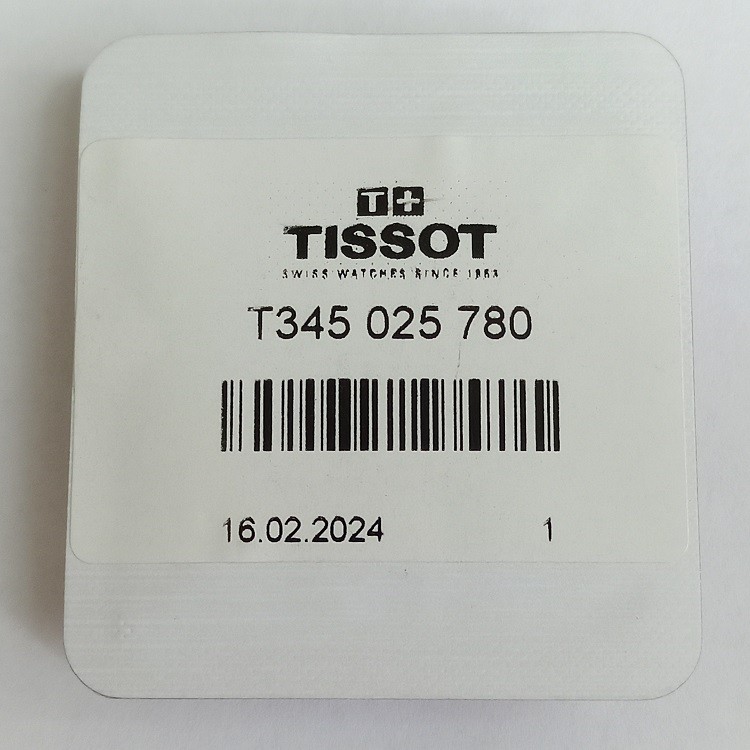 T+
TISSOT
SWISS WATCHES SINCE 1853
T345 025 780
16.02.2024 1